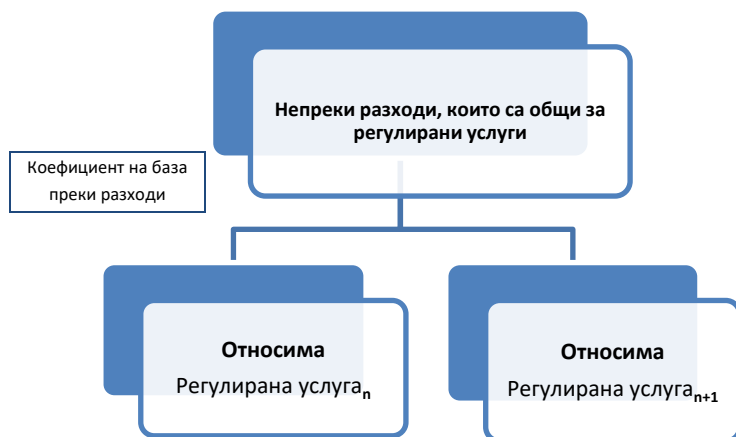 Непреки разходи, които са общи за
регулирани услуги
Коефициент на база
преки разходи
Относима
Регулирана услугаn
Относима
Регулирана услугаn+1